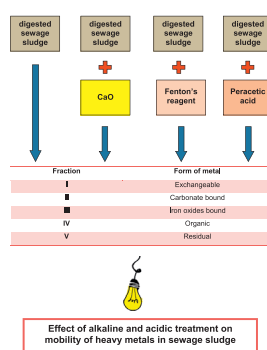 digested sewage sludge
digested sewage sludge
digested sewage sludge
digested sewage sludge
CaO
Fenton's reagent
Peracetic acid
Fraction Form of metal
I Exchangeable
II Carbonate bound
III Iron oxides bound
IV Organic
V Residual
Effect of alkaline and acidic treatment on
mobility of heavy metals in sewage sludge